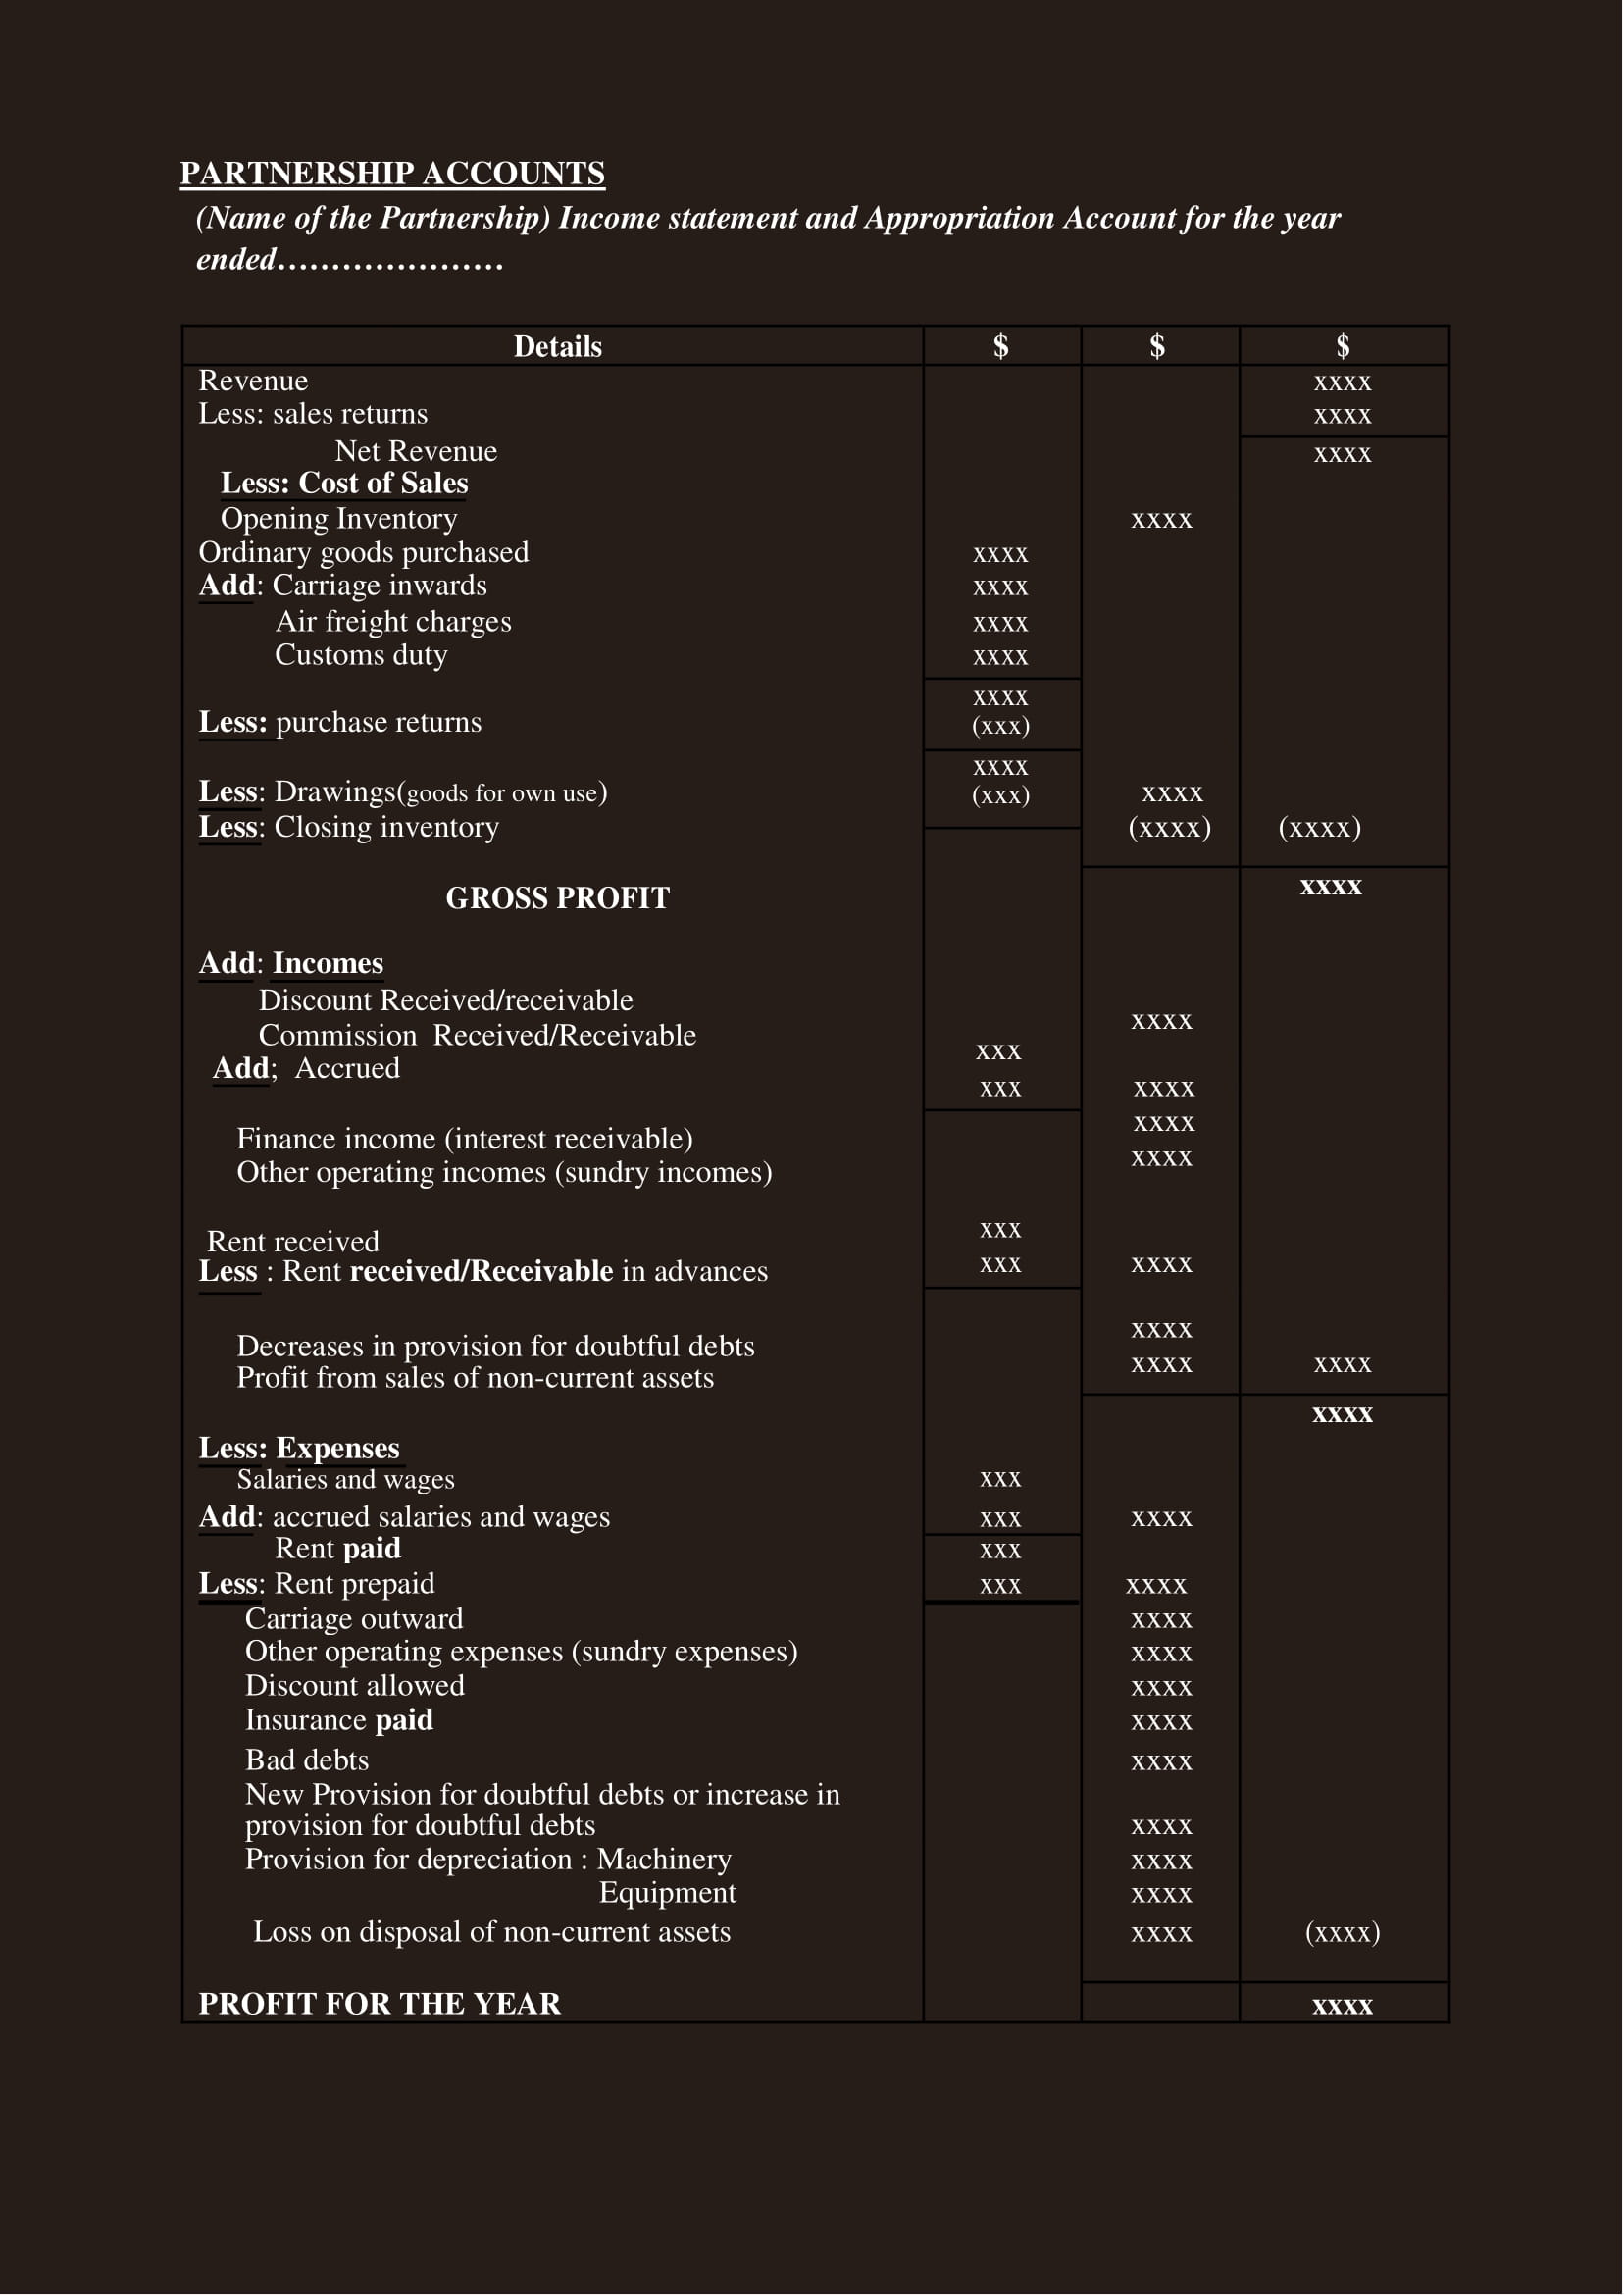 PARTNERSHIP ACCOUNTS
(Name of the Partnership) Income statement and Appropriation Account for the year
ended.....................
Details $ $ $
Revenue xxxx
Less: sales returns xxxx
Net Revenue xxxx
Less: Cost of Sales
Opening Inventory xxxx
Ordinary goods purchased xxxx
Add: Carriage inwards xxxx
Air freight charges xxxx
Customs duty xxxx
xxxx
Less: purchase returns (xxx)
xxxx
Less: Drawings(goods for own use) (xxx) xxxx
Less: Closing inventory (xxxx) (xxxx)
GROSS PROFIT xxxx
Add: Incomes
Discount Received/receivable xxxx
Commission Received/Receivable xxx
Add; Accrued xxx xxxx
Finance income (interest receivable) xxxx
Other operating incomes (sundry incomes) xxxx
Rent received xxx
Less : Rent received/Receivable in advances xxx xxxx
Decreases in provision for doubtful debts xxxx
Profit from sales of non-current assets xxxx xxxx
xxxx
Less: Expenses
Salaries and wages xxx
Add: accrued salaries and wages xxx xxxx
Rent paid xxx
Less: Rent prepaid xxx xxxx
Carriage outward xxxx
Other operating expenses (sundry expenses) xxxx
Discount allowed xxxx
Insurance paid xxxx
Bad debts xxxx
New Provision for doubtful debts or increase in
provision for doubtful debts xxxx
Provision for depreciation : Machinery xxxx
Equipment xxxx
Loss on disposal of non-current assets xxxx (xxxx)
PROFIT FOR THE YEAR xxxx